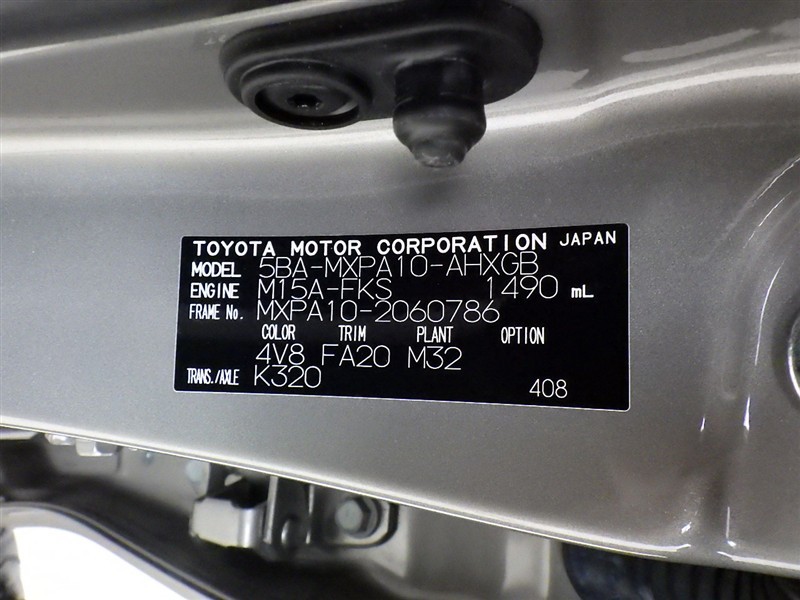 TOYOTA MOTOR CORPORATION JAPAN
MODEL 5BA-MXPA10-AHXGB
ENGINE M15A-FKS 1490 mL
FRAME No. MXPA10-2060786
COLOR TRIM PLANT OPTION
4V8 FA20 M32
TRANS./AXLE K320 408